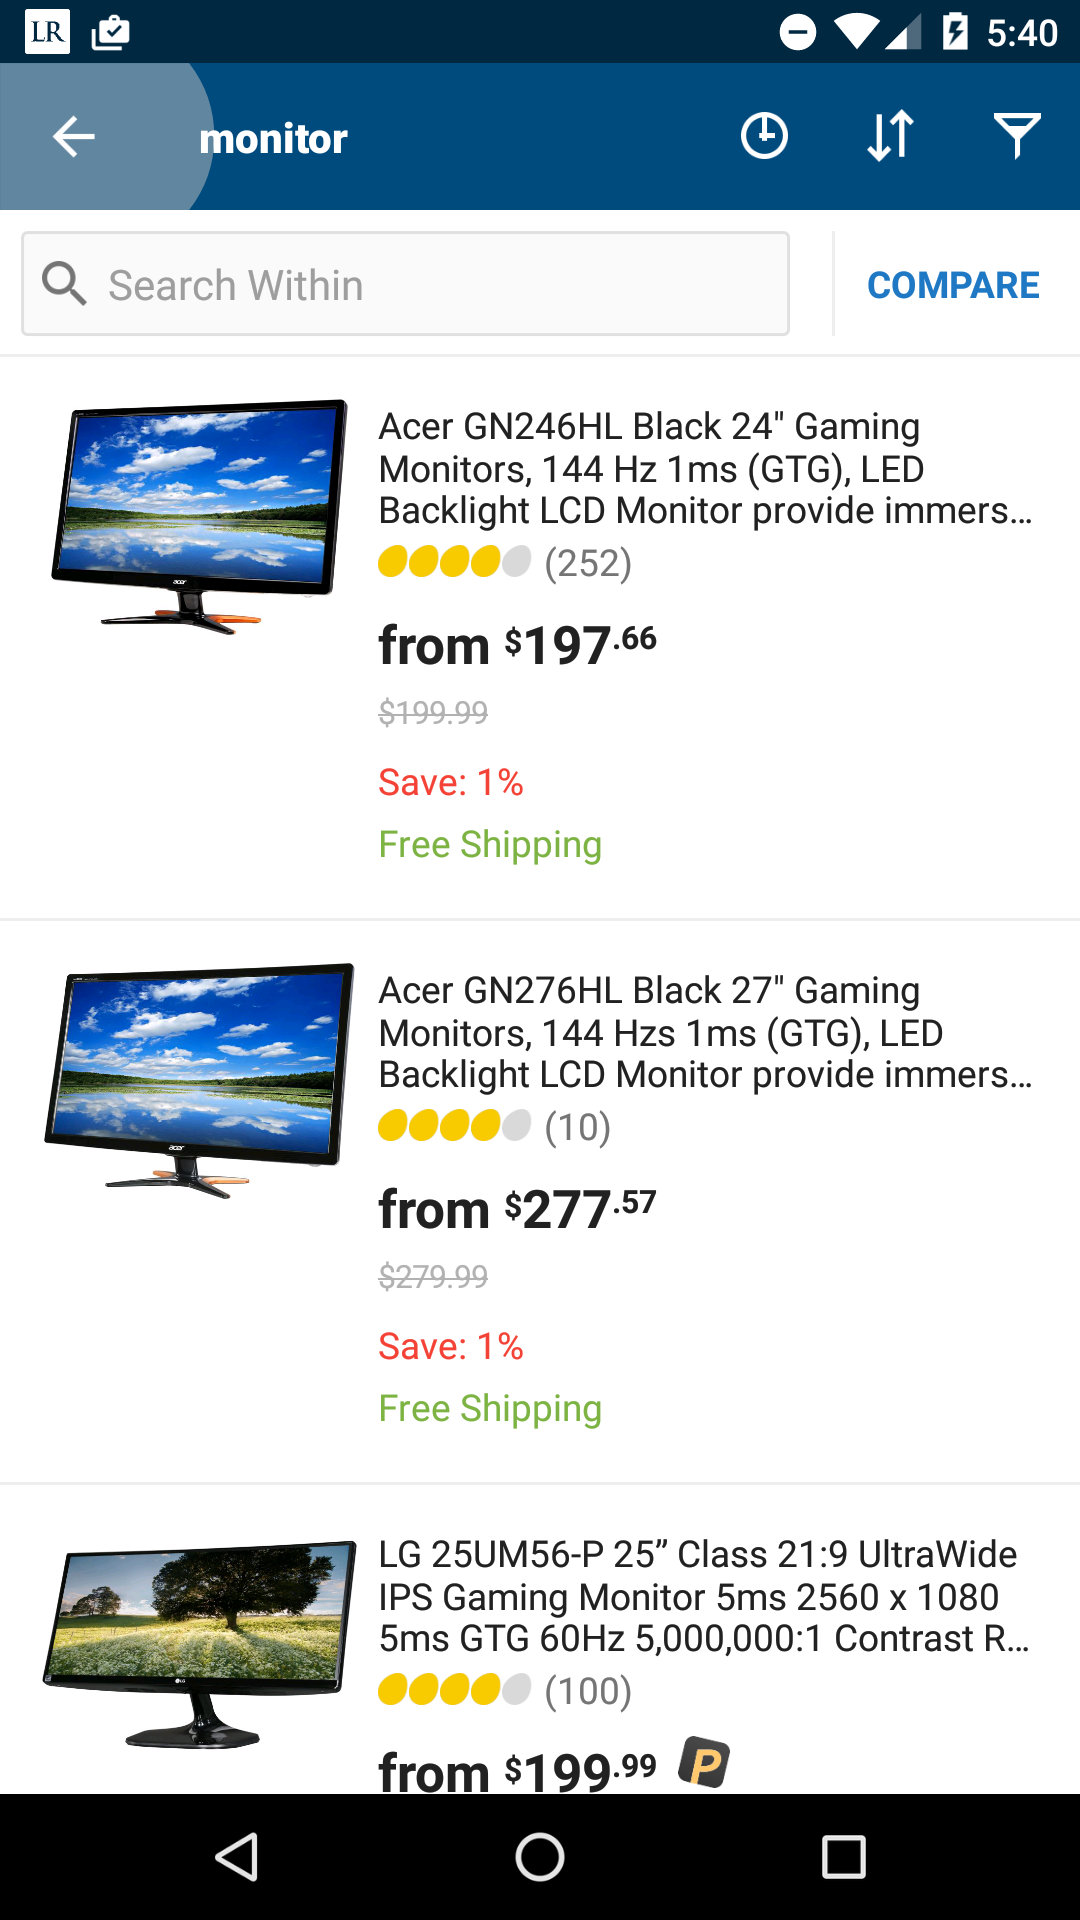 LR
5:40
monitor
Search Within
COMPARE
Acer GN246HL Black 24" Gaming
Monitors, 144 Hz 1ms (GTG), LED
Backlight LCD Monitor provide immers…
(252)
from $197.66
$199.99
Save: 1%
Free Shipping
acer
Acer GN276HL Black 27" Gaming
Monitors, 144 Hzs 1ms (GTG), LED
Backlight LCD Monitor provide immers…
(10)
from $277.57
$279.99
Save: 1%
Free Shipping
acer
LG 25UM56-P 25” Class 21:9 UltraWide
IPS Gaming Monitor 5ms 2560 x 1080
5ms GTG 60Hz 5,000,000:1 Contrast R…
(100)
from $199.99 P
LG